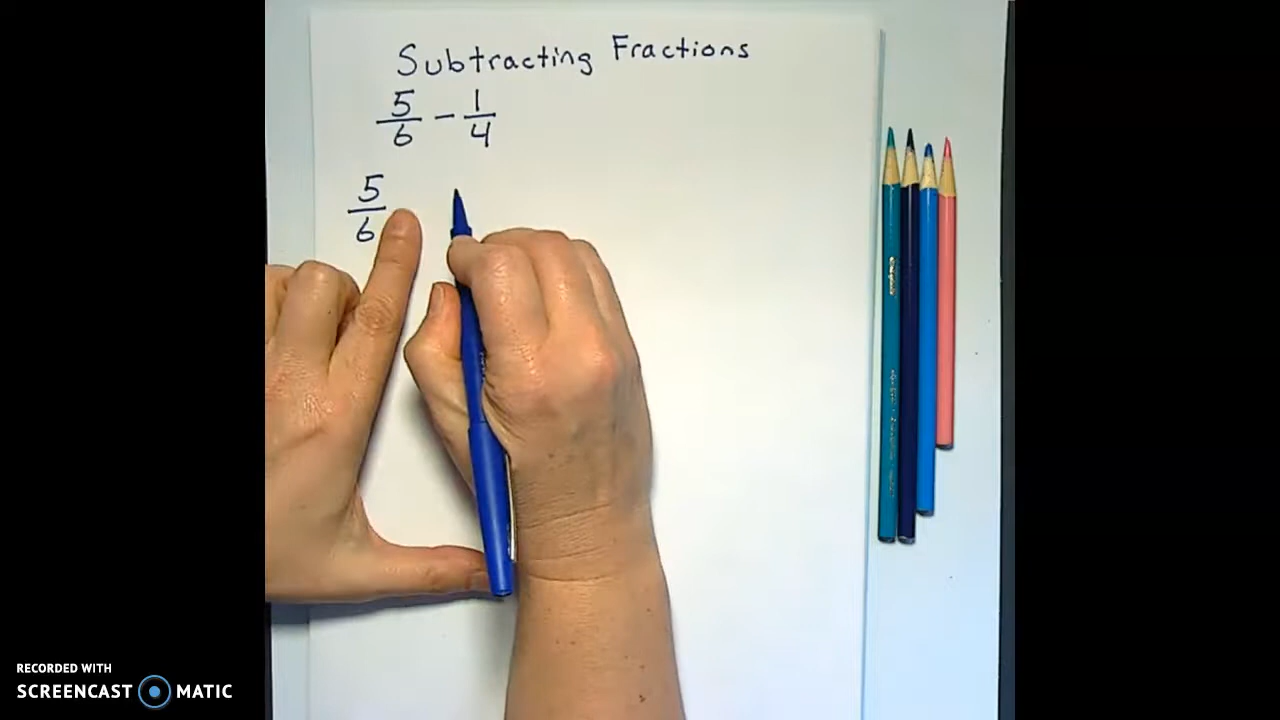 Subtracting Fractions
5/6 - 1/4
5/6
RECORDED WITH
SCREENCAST MATIC